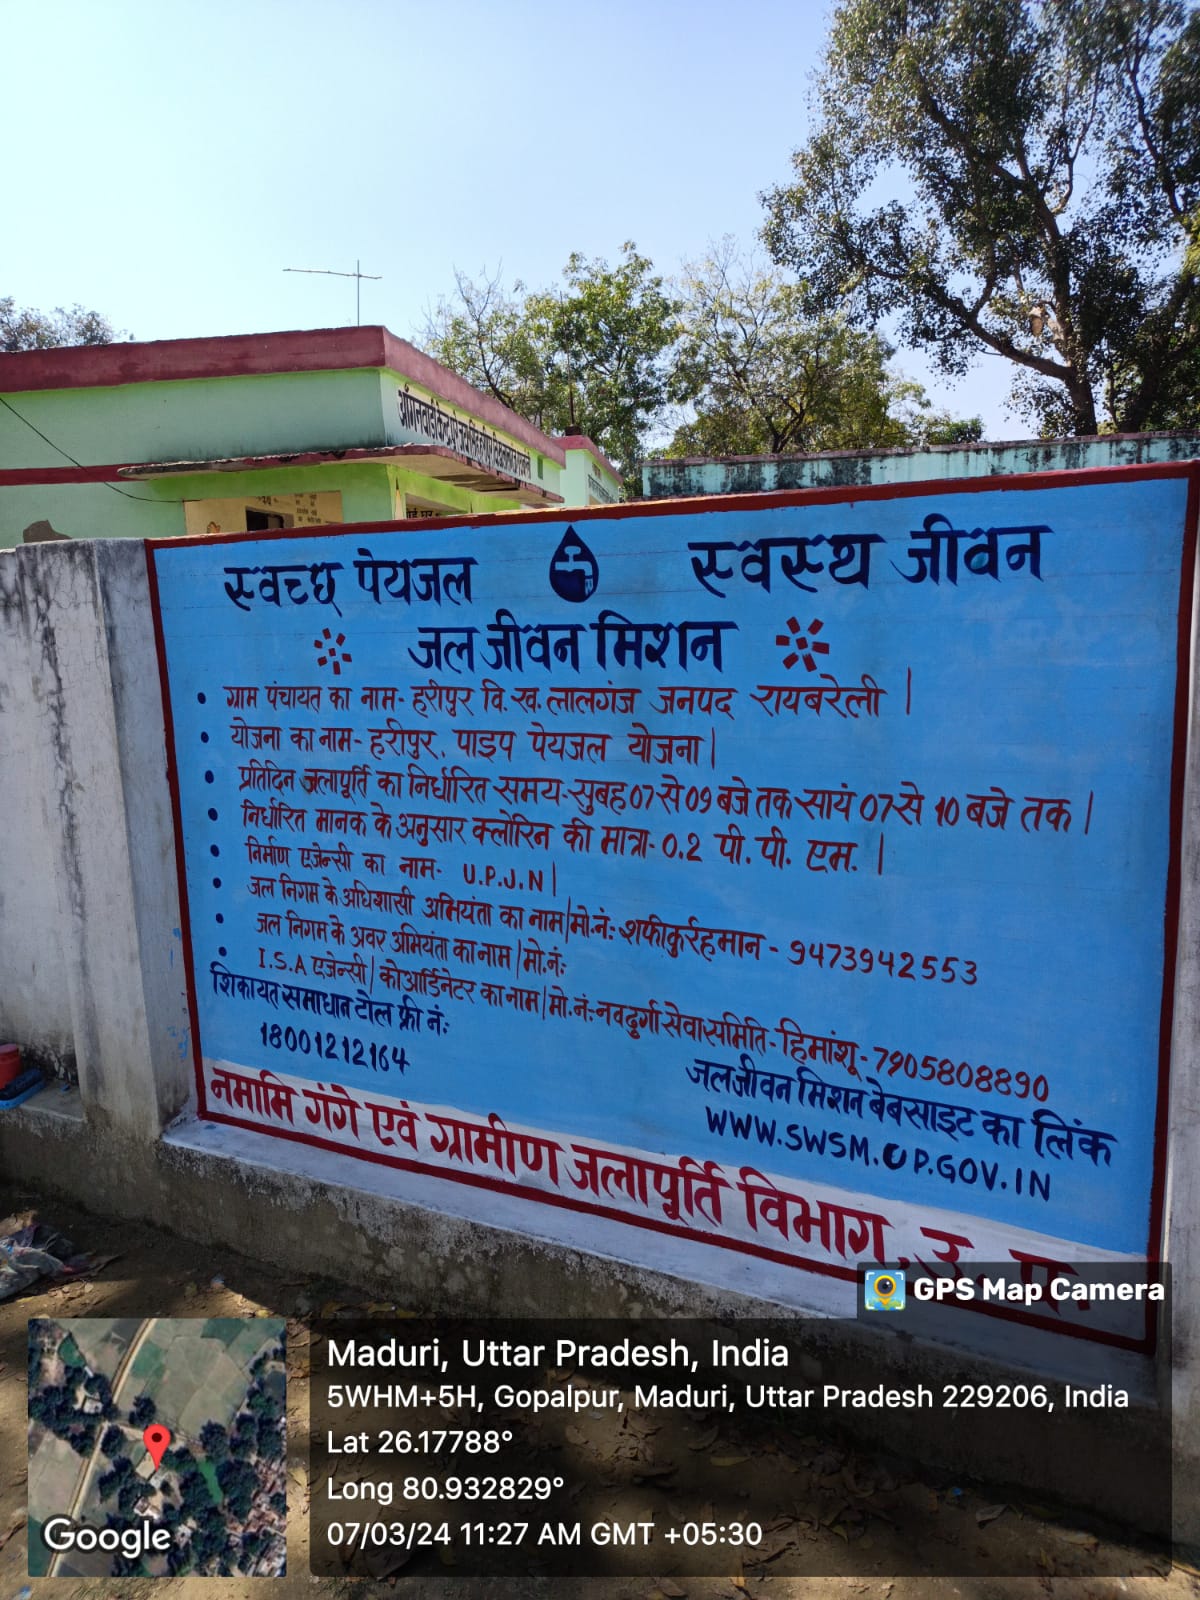 आँगनवाड़ी केन्द्र
स्वच्छ पेयजल
स्वस्थ जीवन
जल जीवन मिशन
• ग्राम पंचायत का नाम- हरीपुर वि.ख. लालगंज जनपद रायबरेली |
• योजना का नाम- हरीपुर, पाइप पेयजल योजना |
• प्रतिदिन जलापूर्ति का निर्धारित समय-सुबह 07 से 09 बजे तक सायं 07 से 10 बजे तक |
• निर्धारित मानक के अनुसार क्लोरिन की मात्रा- 0.2 पी. पी. एम. |
• निर्माण एजेन्सी का नाम- U.P.J.N |
• जल निगम के अधिशासी अभियंता का नाम/मो.नं: शफीकुर्रहमान - 9473942553
• जल निगम के अवर अभियंता का नाम/मो.नं:
• I.S.A एजेन्सी/कोआर्डिनेटर का नाम/मो.नं:-नवदुर्गा सेवा समिति - हिमांशू - 7905808890
शिकायत समाधान टोल फ्री नं:
18001212164
जलजीवन मिशन बेबसाइट का लिंक
WWW.SWSM.UP.GOV.IN
नमामि गंगे एवं ग्रामीण जलापूर्ति विभाग, उ. प्र.
GPS Map Camera
Maduri, Uttar Pradesh, India
5WHM+5H, Gopalpur, Maduri, Uttar Pradesh 229206, India
Lat 26.17788°
Long 80.932829°
07/03/24 11:27 AM GMT +05:30
Google